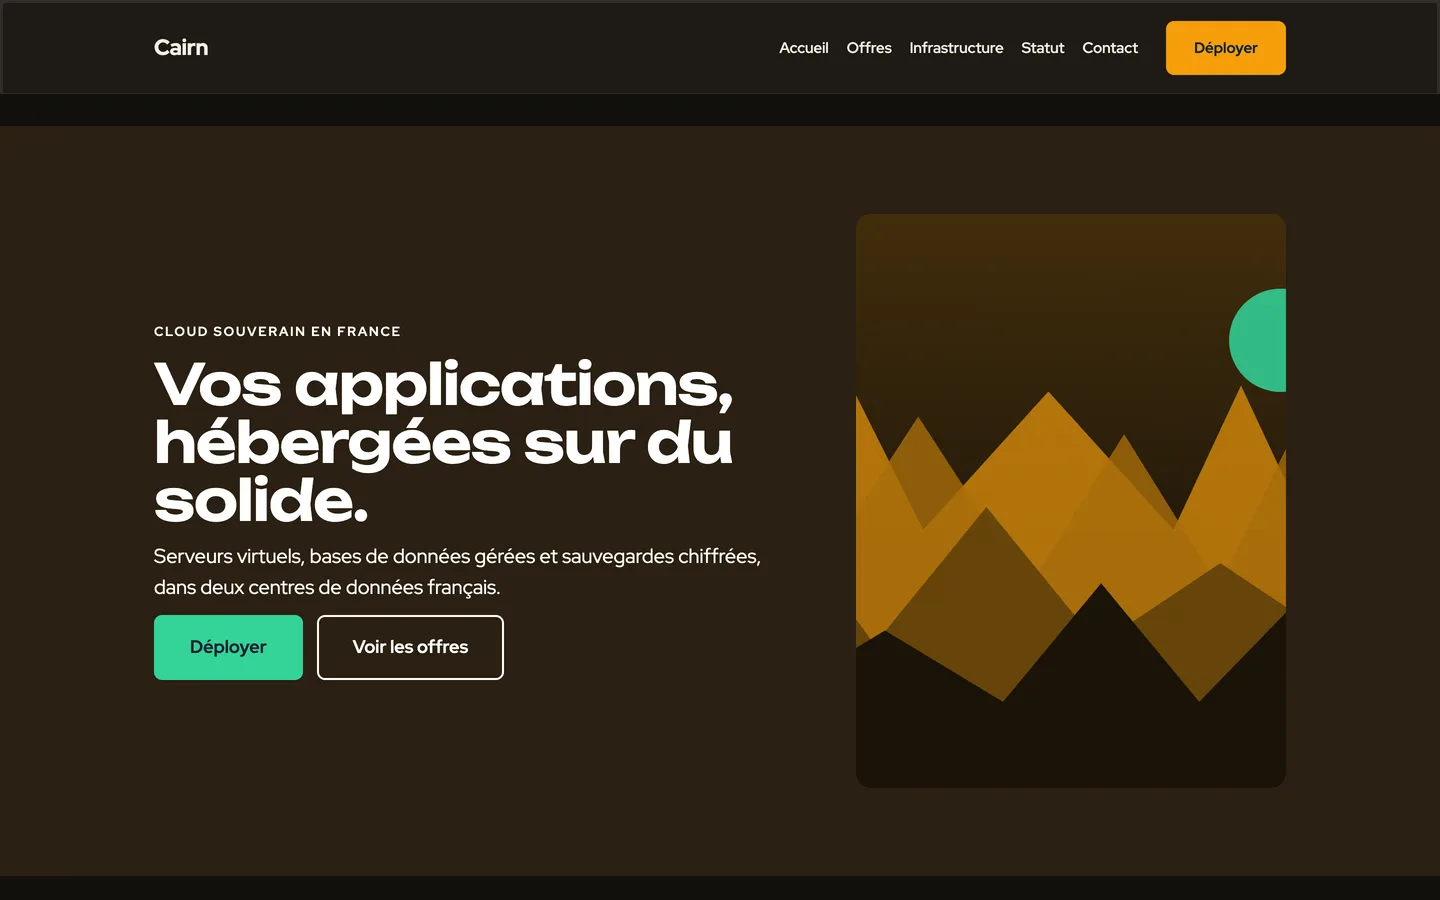 Cairn
Accueil
Offres
Infrastructure
Statut
Contact
Déployer
CLOUD SOUVERAIN EN FRANCE
Vos applications,
hébergées sur du
solide.
Serveurs virtuels, bases de données gérées et sauvegardes chiffrées,
dans deux centres de données français.
Déployer
Voir les offres